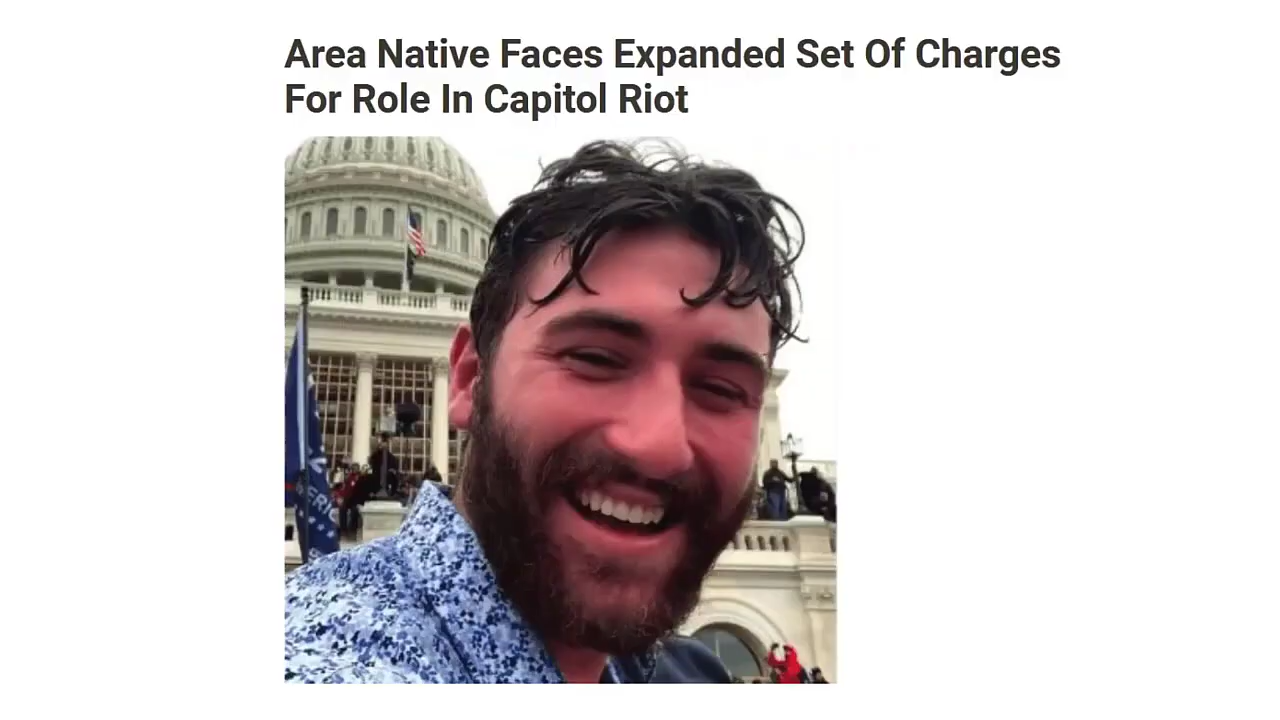 Area Native Faces Expanded Set Of Charges
For Role In Capitol Riot